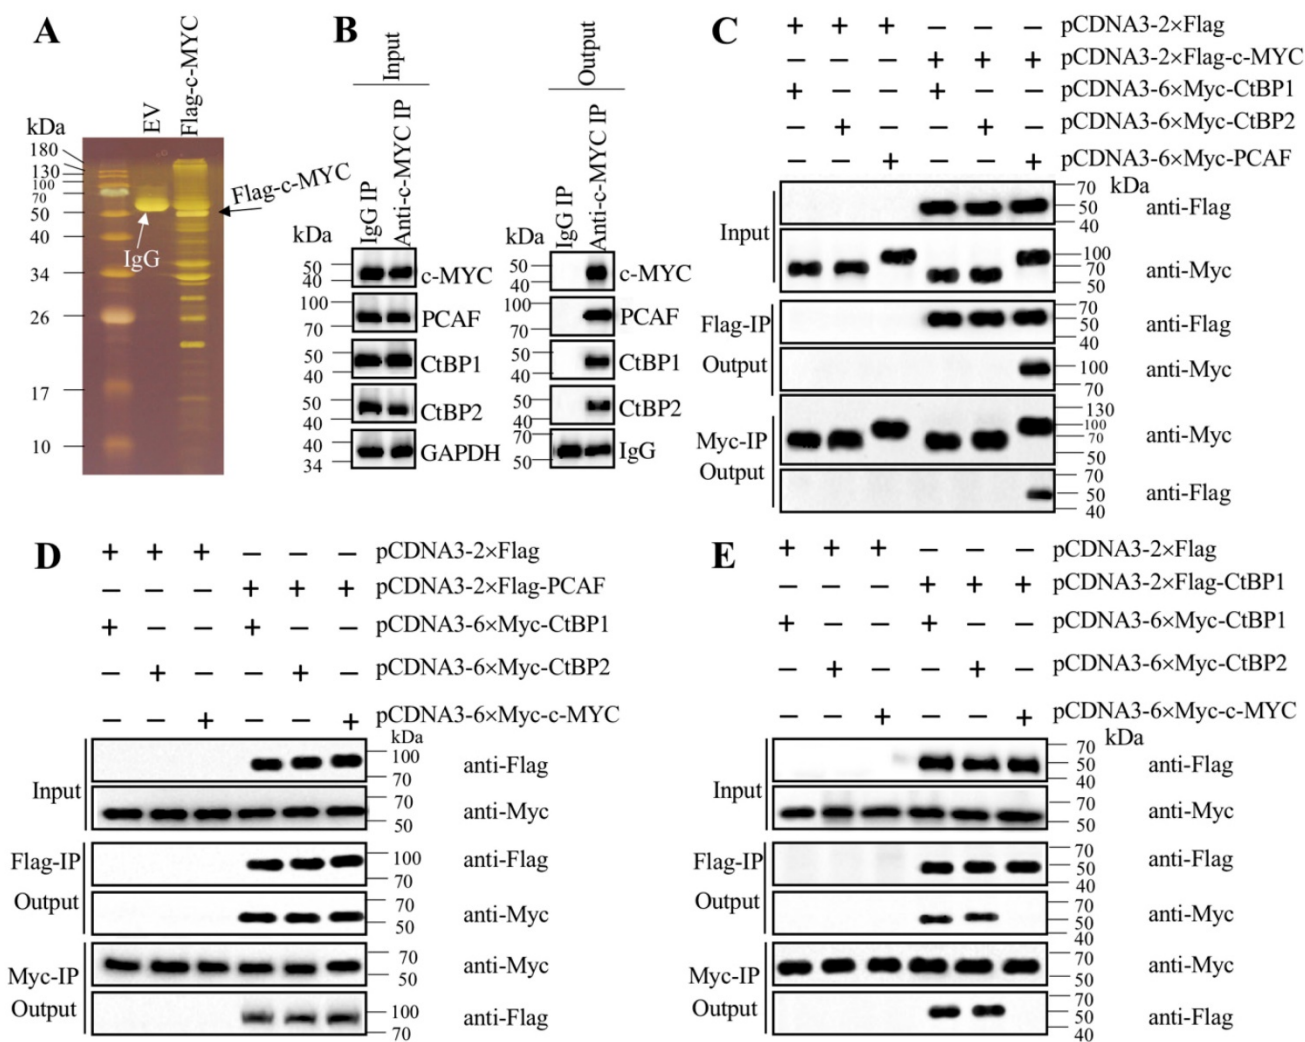 A
kDa
EV
Flag-c-MYC
180
130
100
70
50
40
34
26
17
10
Flag-c-MYC
IgG
B
Input
Output
kDa
IgG IP
Anti-c-MYC IP
kDa
IgG IP
Anti-c-MYC IP
50
40
c-MYC
50
40
c-MYC
100
70
PCAF
100
70
PCAF
50
40
CtBP1
50
40
CtBP1
50
40
CtBP2
50
40
CtBP2
40
34
GAPDH
70
50
IgG
C
+ + + − − − pCDNA3-2×Flag
− − − + + + pCDNA3-2×Flag-c-MYC
+ − − + − − pCDNA3-6×Myc-CtBP1
− + − − + − pCDNA3-6×Myc-CtBP2
− − + − − + pCDNA3-6×Myc-PCAF
kDa
Input
70
50
40
anti-Flag
100
70
50
anti-Myc
Flag-IP
Output
70
50
40
anti-Flag
100
70
anti-Myc
Myc-IP
Output
130
100
70
50
anti-Myc
70
50
40
anti-Flag
D
+ + + − − − pCDNA3-2×Flag
− − − + + + pCDNA3-2×Flag-PCAF
+ − − + − − pCDNA3-6×Myc-CtBP1
− + − − + − pCDNA3-6×Myc-CtBP2
− − + − − + pCDNA3-6×Myc-c-MYC
kDa
Input
100
70
anti-Flag
70
50
anti-Myc
Flag-IP
Output
100
70
anti-Flag
70
50
anti-Myc
Myc-IP
Output
70
50
anti-Myc
100
70
anti-Flag
E
+ + + − − − pCDNA3-2×Flag
− − − + + + pCDNA3-2×Flag-CtBP1
+ − − + − − pCDNA3-6×Myc-CtBP1
− + − − + − pCDNA3-6×Myc-CtBP2
− − + − − + pCDNA3-6×Myc-c-MYC
kDa
Input
70
50
40
anti-Flag
70
50
anti-Myc
Flag-IP
Output
70
50
40
anti-Flag
70
50
40
anti-Myc
Myc-IP
Output
70
50
anti-Myc
70
50
40
anti-Flag